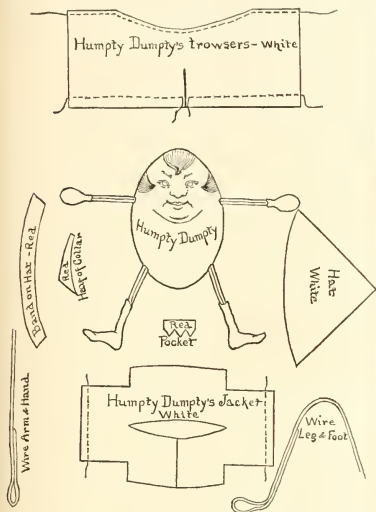 Humpty Dumpty's trowsers - White
Humpty Dumpty
Band on Hat - Red
Red
Half of Collar
Hat
White
Red
Pocket
Wire Arm & Hand
Humpty Dumpty's Jacket
White
Wire
Leg & Foot